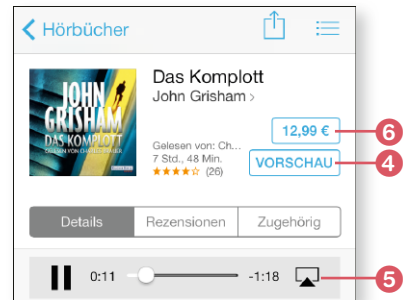 Hörbücher
JOHN
GRISHAM
DAS KOMPLOTT
Das Komplott
John Grisham >
12,99 €
6
Gelesen von: Ch...
7 Std., 48 Min.
★★★★☆ (26)
VORSCHAU
4
Details
Rezensionen
Zugehörig
0:11
-1:18
5